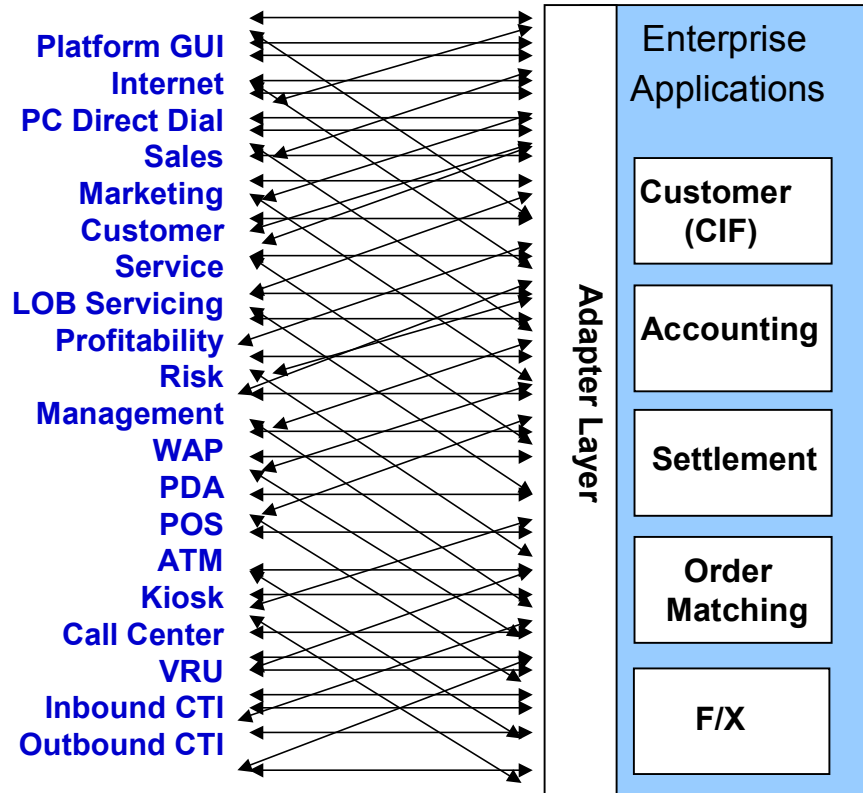 Platform GUI
Internet
PC Direct Dial
Sales
Marketing
Customer
Service
LOB Servicing
Profitability
Risk
Management
WAP
PDA
POS
ATM
Kiosk
Call Center
VRU
Inbound CTI
Outbound CTI
Adapter Layer
Enterprise
Applications
Customer
(CIF)
Accounting
Settlement
Order
Matching
F/X